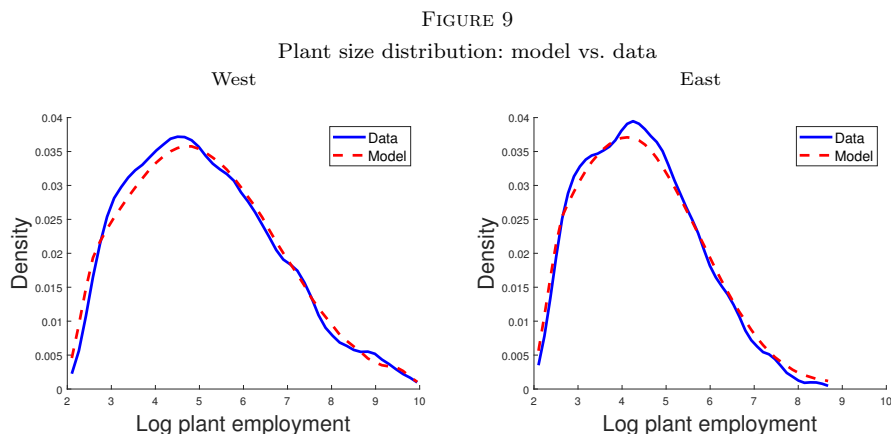 FIGURE 9
Plant size distribution: model vs. data
West
East
0.04
0.035
0.03
0.025
0.02
0.015
0.01
0.005
0
Density
2 3 4 5 6 7 8 9 10
Log plant employment
Data
Model
0.04
0.035
0.03
0.025
0.02
0.015
0.01
0.005
0
Density
2 3 4 5 6 7 8 9 10
Log plant employment
Data
Model